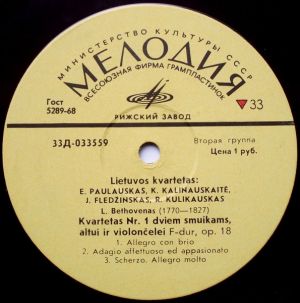 МИНИСТЕРСТВО КУЛЬТУРЫ СССР
МЕЛОДИЯ
ВСЕСОЮЗНАЯ ФИРМА ГРАМПЛАСТИНОК
Гост
5289-68
33
РИЖСКИЙ ЗАВОД
33Д-033559
Вторая группа
Цена 1 руб.
Lietuvos kvartetas:
E. PAULAUSKAS, K. KALINAUSKAITĖ,
J. FLEDŽINSKAS, R. KULIKAUSKAS
L. Bethovenas (1770—1827)
Kvartetas Nr. 1 dviem smuikams,
altui ir violončelei F-dur, op. 18
1. Allegro con brio
2. Adagio affettuoso ed appasionato
3. Scherzo. Allegro molto